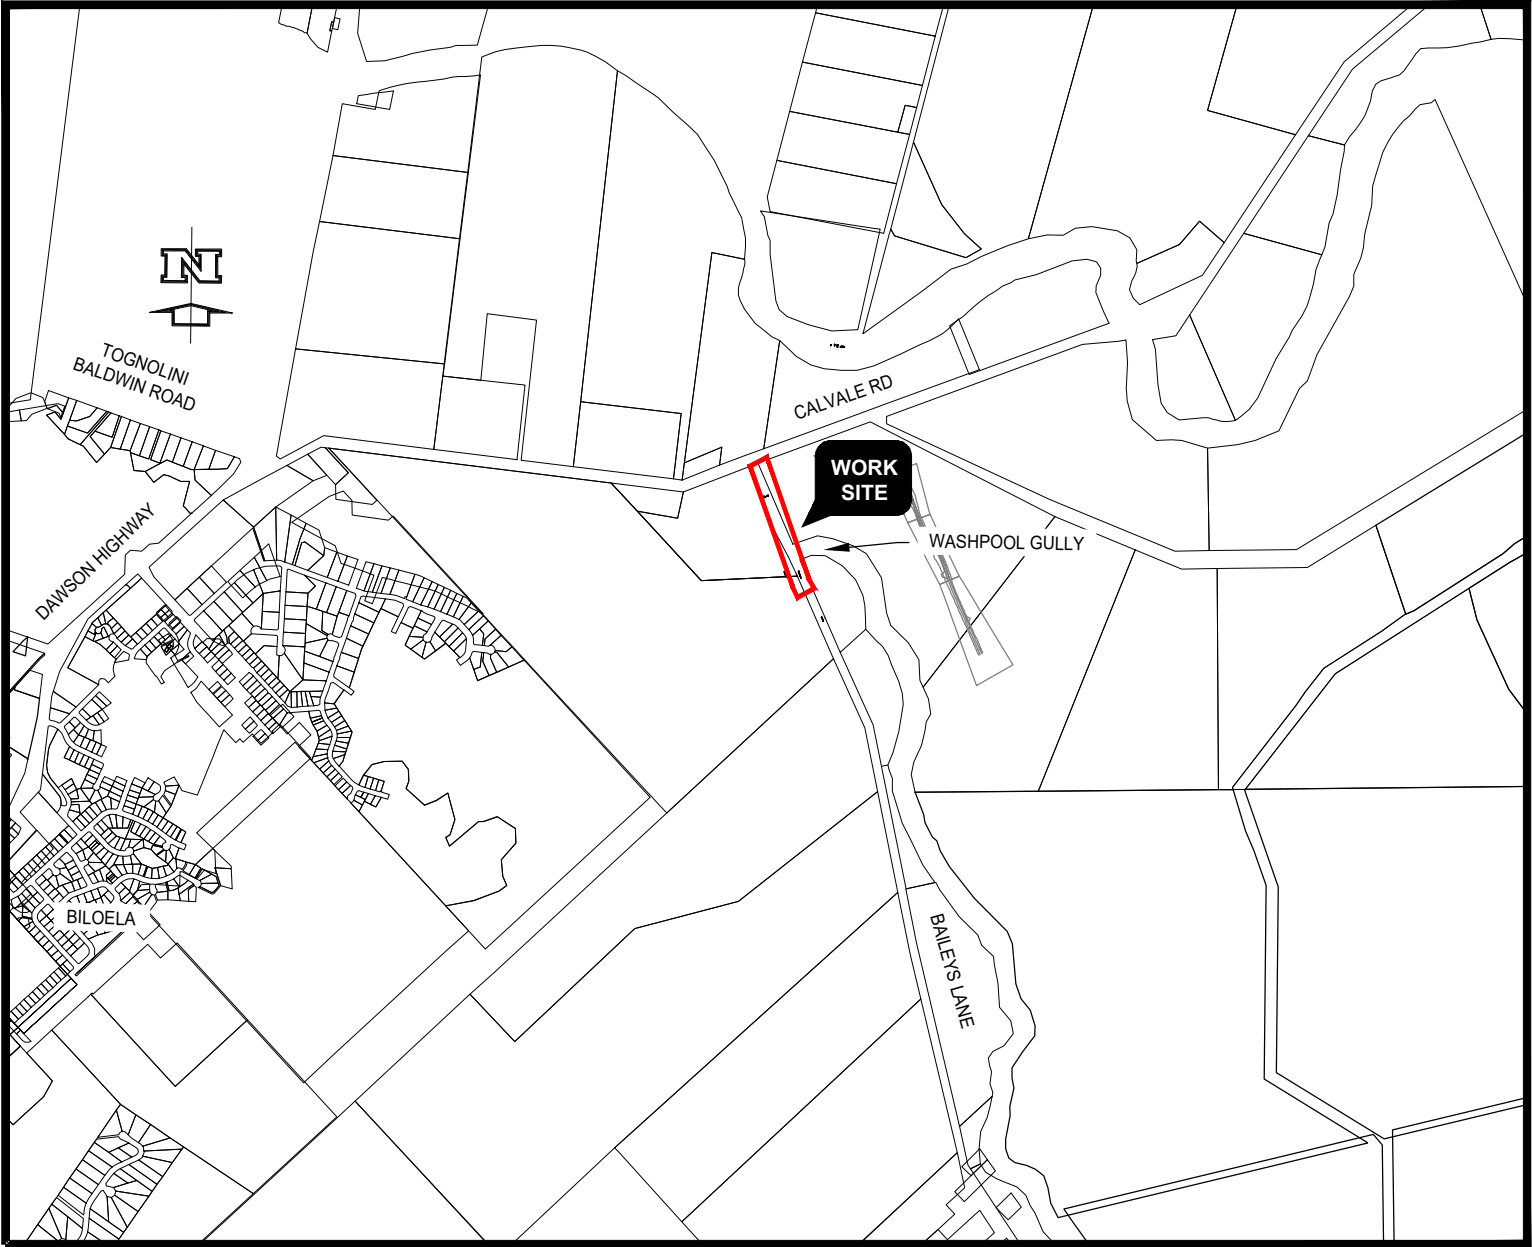 N
TOGNOLINI
BALDWIN ROAD
CALVALE RD
WORK
SITE
DAWSON HIGHWAY
WASHPOOL GULLY
BILOELA
BAILEYS LANE